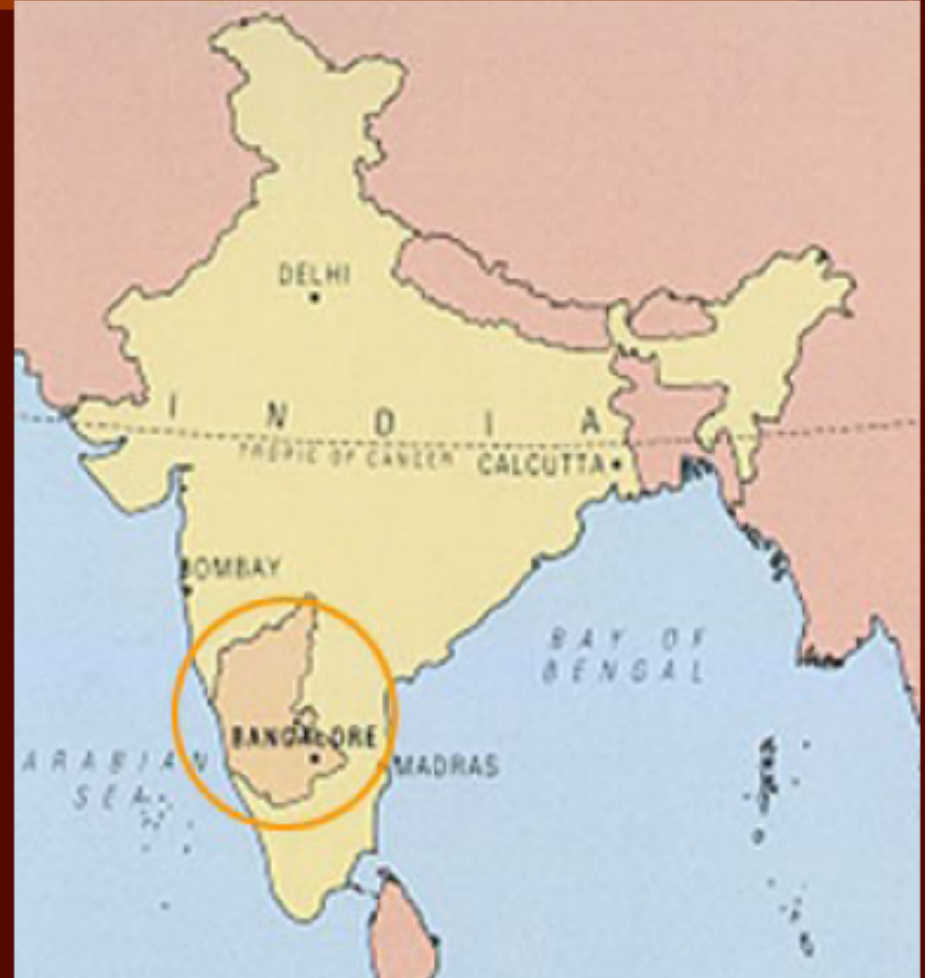 DELHI
I N D I A
TROPIC OF CANCER
CALCUTTA
BOMBAY
BAY OF
BENGAL
BANGALORE
ARABIAN
SEA
MADRAS